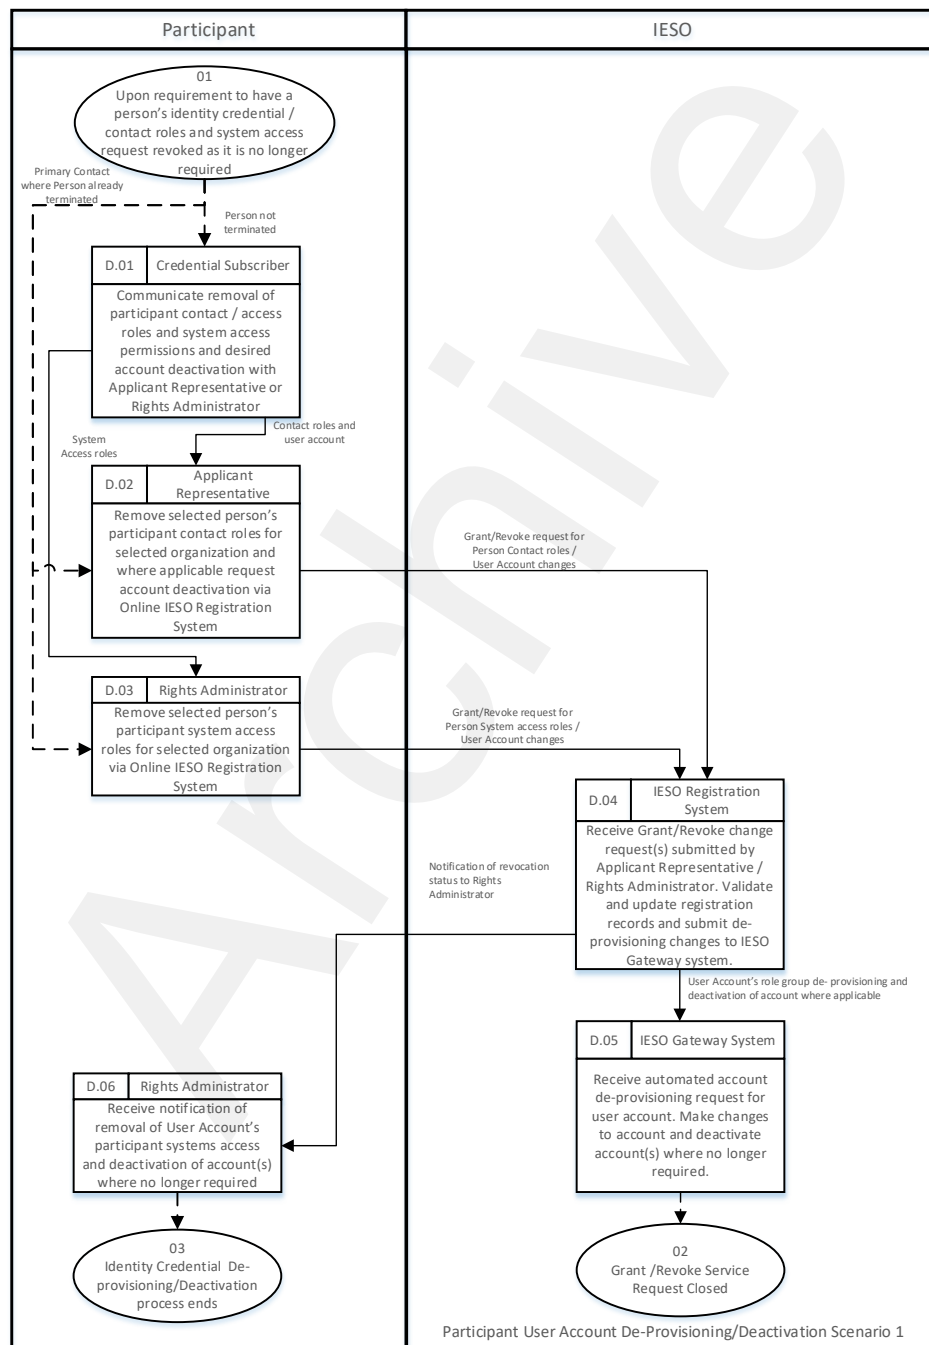 Participant
IESO
01
Upon requirement to have a
person’s identity credential /
contact roles and system access
request revoked as it is no longer
required
Primary Contact
where Person already
terminated
Person not
terminated
D.01
Credential Subscriber
Communicate removal of
participant contact / access
roles and system access
permissions and desired
account deactivation with
Applicant Representative or
Rights Administrator
Contact roles and
user account
System
Access roles
D.02
Applicant
Representative
Remove selected person’s
participant contact roles for
selected organization and
where applicable request
account deactivation via
Online IESO Registration
System
Grant/Revoke request for
Person Contact roles /
User Account changes
D.03
Rights Administrator
Remove selected person’s
participant system access
roles for selected organization
via Online IESO Registration
System
Grant/Revoke request for
Person System access roles /
User Account changes
D.04
IESO Registration
System
Receive Grant/Revoke change
request(s) submitted by
Applicant Representative /
Rights Administrator. Validate
and update registration
records and submit de-
provisioning changes to IESO
Gateway system.
Notification of revocation
status to Rights
Administrator
User Account’s role group de- provisioning and
deactivation of account where applicable
D.05
IESO Gateway System
Receive automated account
de-provisioning request for
user account. Make changes
to account and deactivate
account(s) where no longer
required.
D.06
Rights Administrator
Receive notification of
removal of User Account’s
participant systems access
and deactivation of account(s)
where no longer required
03
Identity Credential De-
provisioning/Deactivation
process ends
02
Grant /Revoke Service
Request Closed
Participant User Account De-Provisioning/Deactivation Scenario 1
Archive